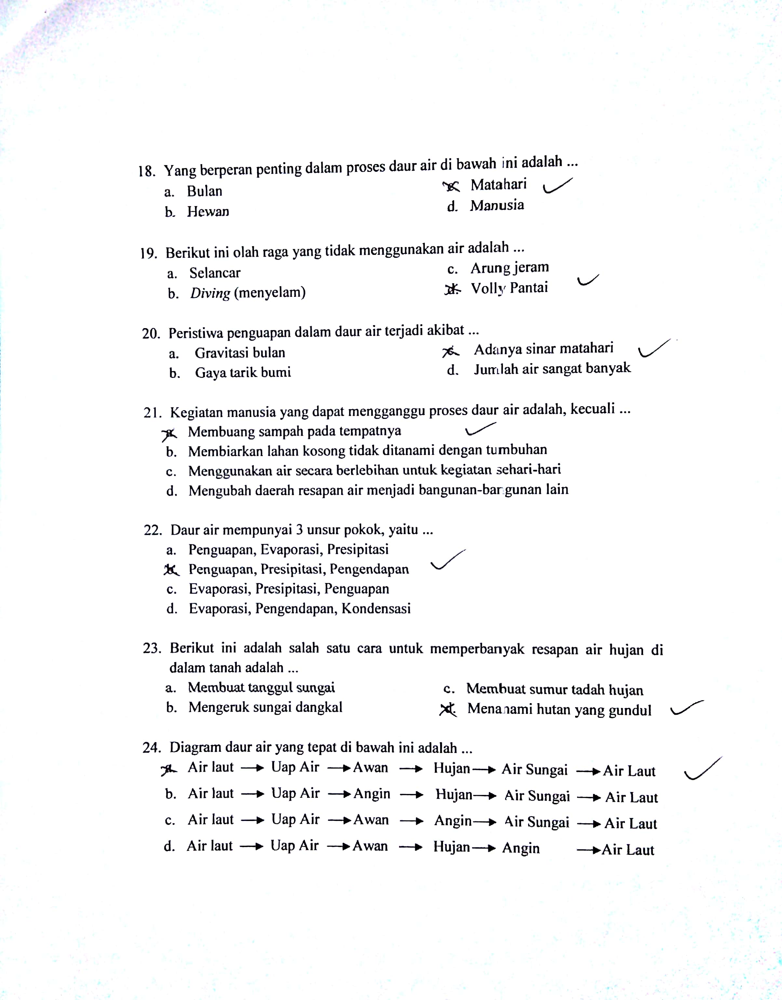 18. Yang berperan penting dalam proses daur air di bawah ini adalah ...
a. Bulan
c. Matahari
b. Hewan
d. Manusia
19. Berikut ini olah raga yang tidak menggunakan air adalah ...
a. Selancar
c. Arung jeram
b. Diving (menyelam)
d. Volly Pantai
20. Peristiwa penguapan dalam daur air terjadi akibat ...
a. Gravitasi bulan
c. Adanya sinar matahari
b. Gaya tarik bumi
d. Jumlah air sangat banyak
21. Kegiatan manusia yang dapat mengganggu proses daur air adalah, kecuali ...
a. Membuang sampah pada tempatnya
b. Membiarkan lahan kosong tidak ditanami dengan tumbuhan
c. Menggunakan air secara berlebihan untuk kegiatan sehari-hari
d. Mengubah daerah resapan air menjadi bangunan-bangunan lain
22. Daur air mempunyai 3 unsur pokok, yaitu ...
a. Penguapan, Evaporasi, Presipitasi
b. Penguapan, Presipitasi, Pengendapan
c. Evaporasi, Presipitasi, Penguapan
d. Evaporasi, Pengendapan, Kondensasi
23. Berikut ini adalah salah satu cara untuk memperbanyak resapan air hujan di
dalam tanah adalah ...
a. Membuat tanggul sungai
c. Membuat sumur tadah hujan
b. Mengeruk sungai dangkal
d. Menanami hutan yang gundul
24. Diagram daur air yang tepat di bawah ini adalah ...
a. Air laut → Uap Air → Awan → Hujan → Air Sungai → Air Laut
b. Air laut → Uap Air → Angin → Hujan → Air Sungai → Air Laut
c. Air laut → Uap Air → Awan → Angin → Air Sungai → Air Laut
d. Air laut → Uap Air → Awan → Hujan → Angin → Air Laut